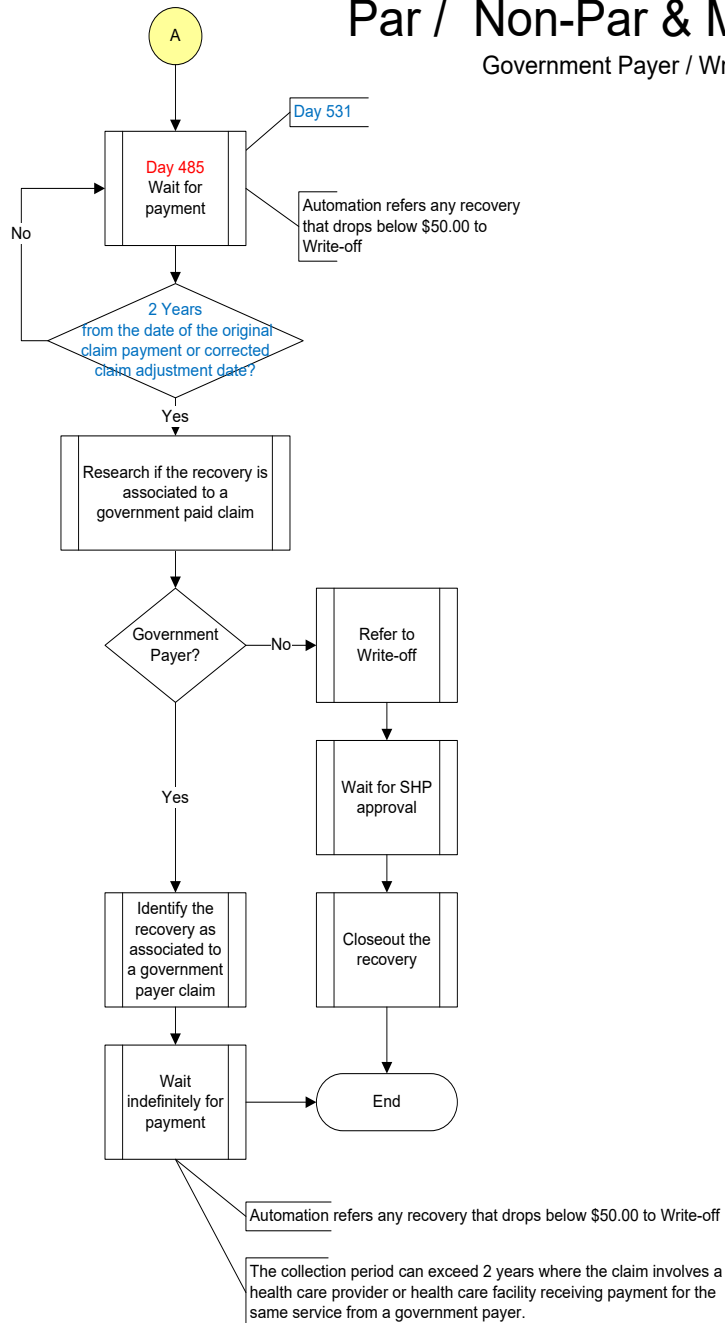 Par / Non-Par & M
Government Payer / Wr
A
Day 531
Day 485
Wait for
payment
Automation refers any recovery
that drops below $50.00 to
Write-off
No
2 Years
from the date of the original
claim payment or corrected
claim adjustment date?
Yes
Research if the recovery is
associated to a
government paid claim
Government
Payer?
No
Refer to
Write-off
Wait for SHP
approval
Yes
Identify the
recovery as
associated to
a government
payer claim
Closeout the
recovery
Wait
indefinitely for
payment
End
Automation refers any recovery that drops below $50.00 to Write-off
The collection period can exceed 2 years where the claim involves a
health care provider or health care facility receiving payment for the
same service from a government payer.